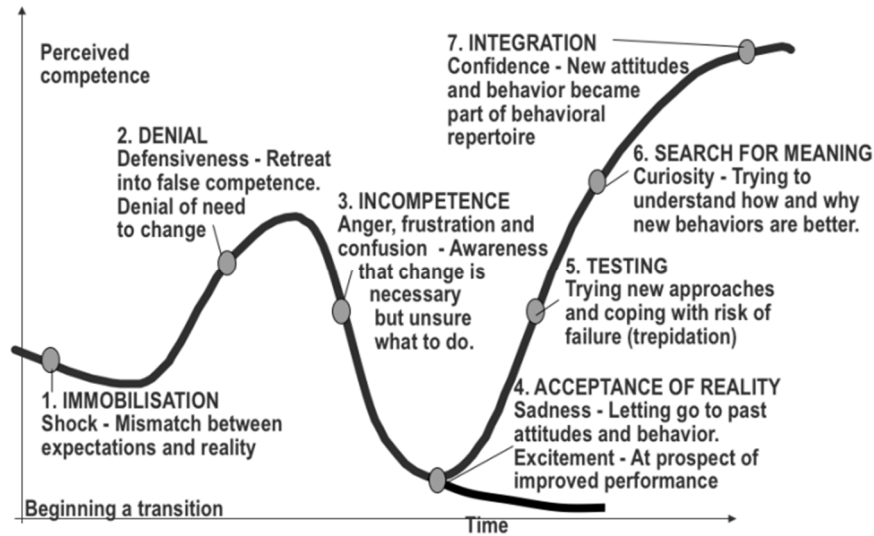 Perceived
competence
7. INTEGRATION
Confidence - New attitudes
and behavior became
part of behavioral
repertoire
2. DENIAL
Defensiveness - Retreat
into false competence.
Denial of need
to change
6. SEARCH FOR MEANING
Curiosity - Trying to
understand how and why
new behaviors are better.
3. INCOMPETENCE
Anger, frustration and
confusion - Awareness
that change is
necessary
but unsure
what to do.
5. TESTING
Trying new approaches
and coping with risk of
failure (trepidation)
1. IMMOBILISATION
Shock - Mismatch between
expectations and reality
4. ACCEPTANCE OF REALITY
Sadness - Letting go to past
attitudes and behavior.
Excitement - At prospect of
improved performance
Beginning a transition
Time